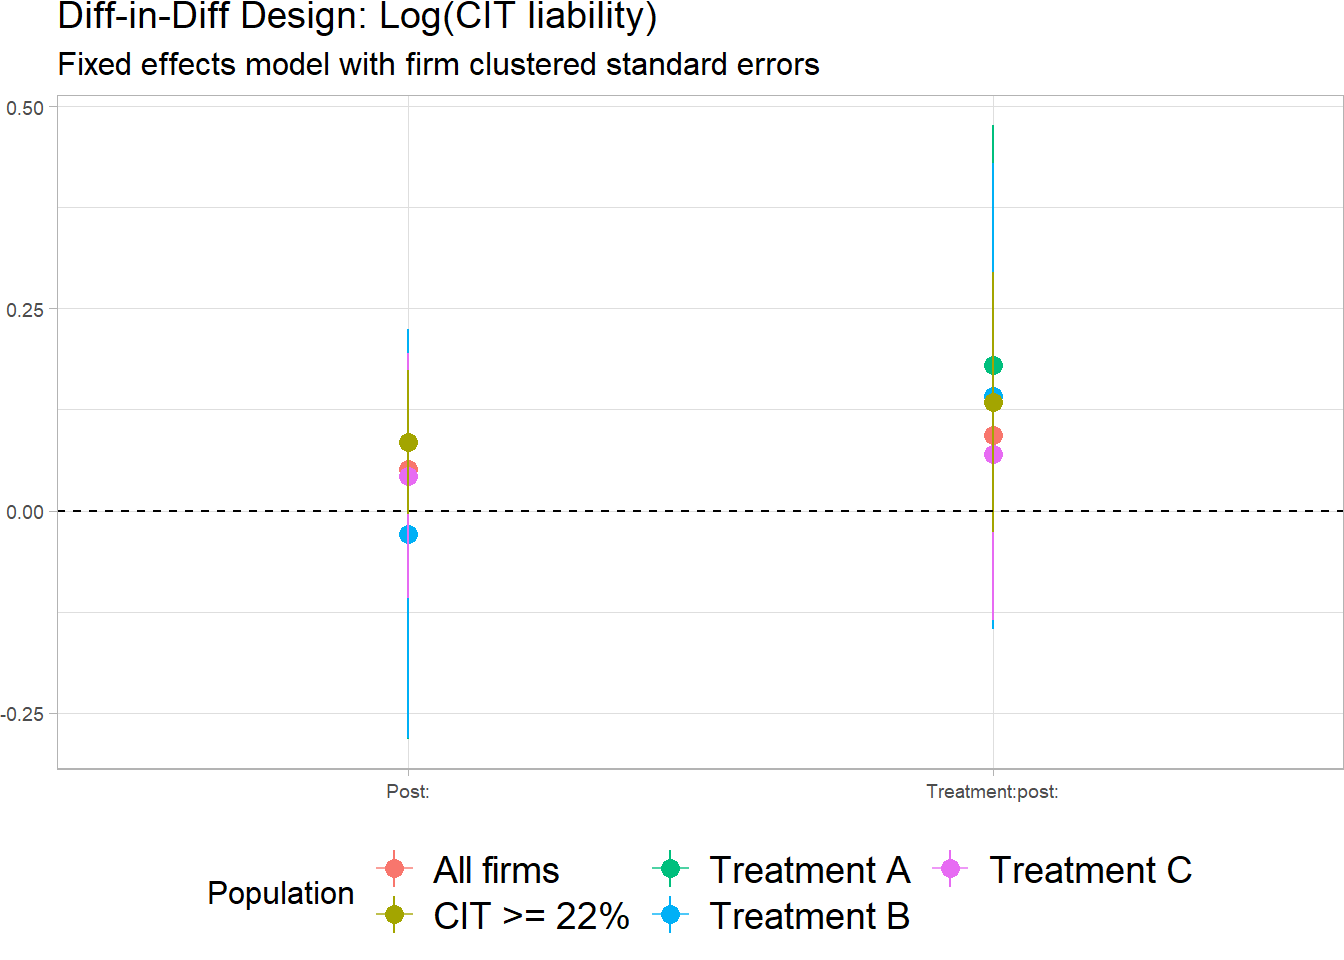 Diff-in-Diff Design: Log(CIT liability)
Fixed effects model with firm clustered standard errors
0.50
0.25
0.00
-0.25
Post:
Treatment:post:
Population
All firms
CIT >= 22%
Treatment A
Treatment B
Treatment C